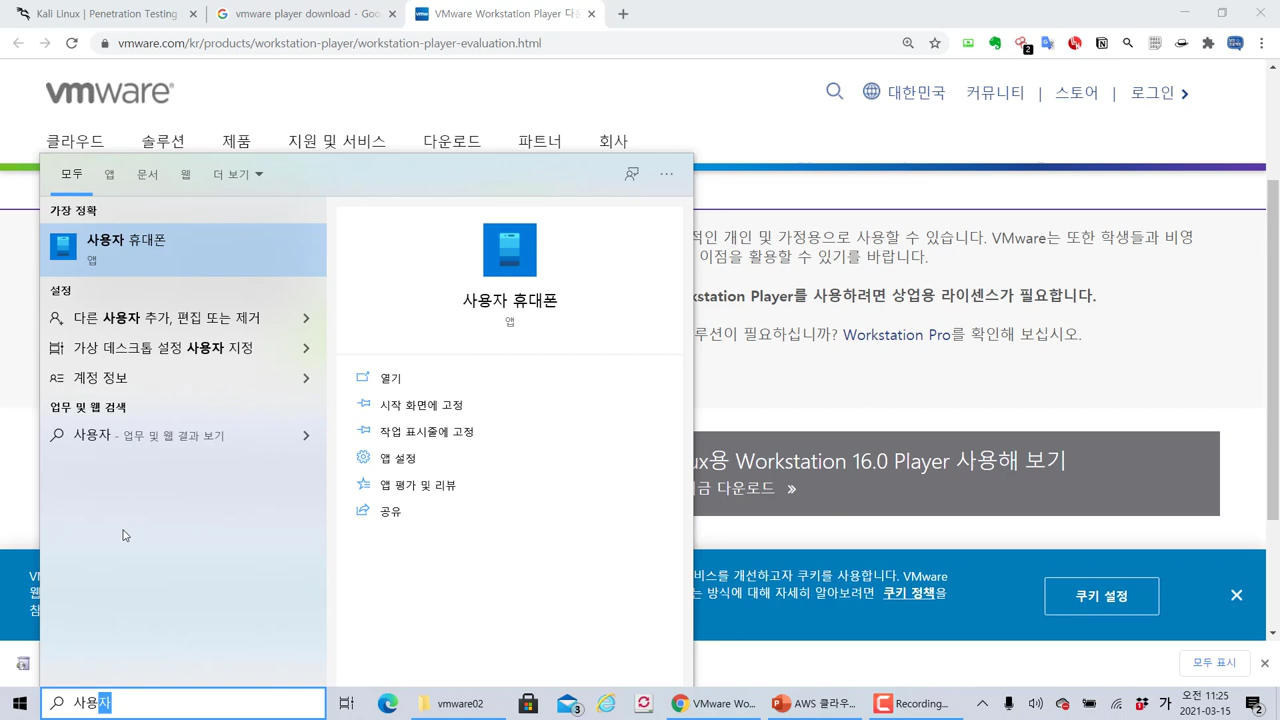 Kali Linux | Penetration Testing
vmware player download - Goo
VMware Workstation Player 다운
vmware.com/kr/products/workstation-player/workstation-player-evaluation.html
2
vmware
대한민국
커뮤니티
|
스토어
|
로그인
클라우드
솔루션
제품
지원 및 서비스
다운로드
파트너
회사
모두
앱
문서
웹
더 보기
가장 정확
사용자 휴대폰
앱
설정
다른 사용자 추가, 편집 또는 제거
가상 데스크톱 설정 사용자 지정
계정 정보
업무 및 웹 검색
사용자 - 업무 및 웹 결과 보기
사용자 휴대폰
앱
열기
시작 화면에 고정
작업 표시줄에 고정
앱 설정
앱 평가 및 리뷰
공유
적인 개인 및 가정용으로 사용할 수 있습니다. VMware는 또한 학생들과 비영
이점을 활용할 수 있기를 바랍니다.
kstation Player를 사용하려면 상업용 라이센스가 필요합니다.
루션이 필요하십니까? Workstation Pro를 확인해 보십시오.
ux용 Workstation 16.0 Player 사용해 보기
금 다운로드
비스를 개선하고자 쿠키를 사용합니다. VMware
는 방식에 대해 자세히 알아보려면 쿠키 정책을
쿠키 설정
모두 표시
사용자
vmware02
3
VMware Wo...
AWS 클라우...
Recording...
가
오전 11:25
2021-03-15
2